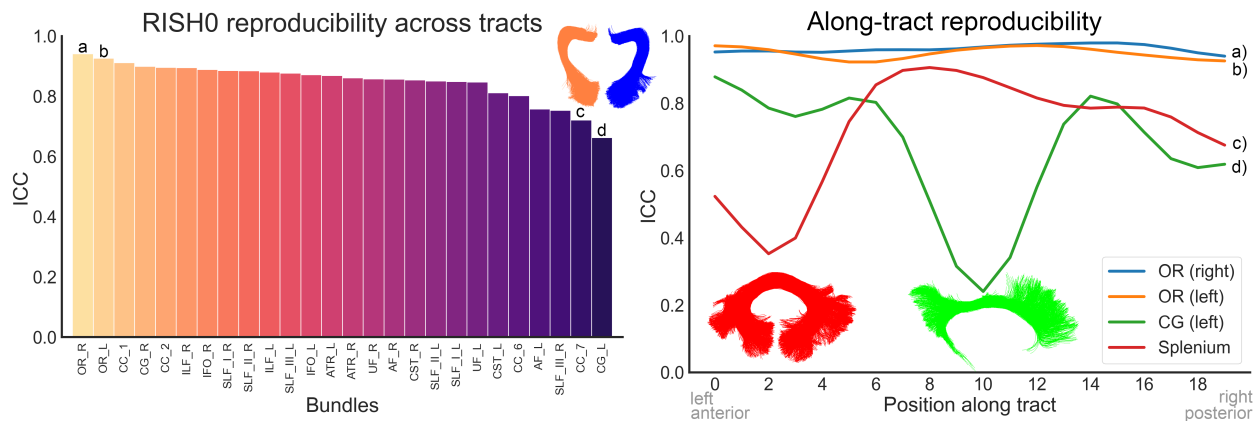 RISH0 reproducibility across tracts
1.0
0.8
0.6
0.4
0.2
0.0
ICC
a
b
c
d
OR_R
OR_L
CC_1
CG_R
CC_2
ILF_R
IFO_R
SLF_I_R
SLF_II_R
ILF_L
SLF_III_L
IFO_L
ATR_L
ATR_R
UF_R
AF_R
CST_R
SLF_II_L
SLF_I_L
UF_L
CST_L
CC_6
AF_L
SLF_III_R
CC_7
CG_L
Bundles
Along-tract reproducibility
1.0
0.8
0.6
0.4
0.2
0.0
ICC
a)
b)
c)
d)
OR (right)
OR (left)
CG (left)
Splenium
0 2 4 6 8 10 12 14 16 18
left
anterior
Position along tract
right
posterior